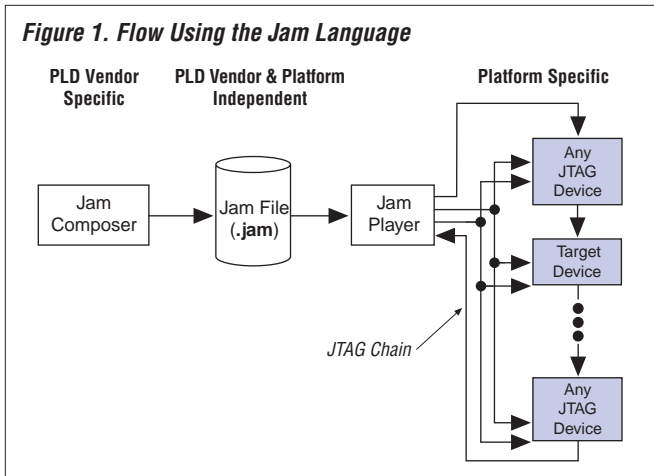 Figure 1. Flow Using the Jam Language
PLD Vendor
Specific
PLD Vendor & Platform
Independent
Platform Specific
Jam
Composer
Jam File
(.jam)
Jam
Player
Any
JTAG
Device
Target
Device
JTAG Chain
Any
JTAG
Device